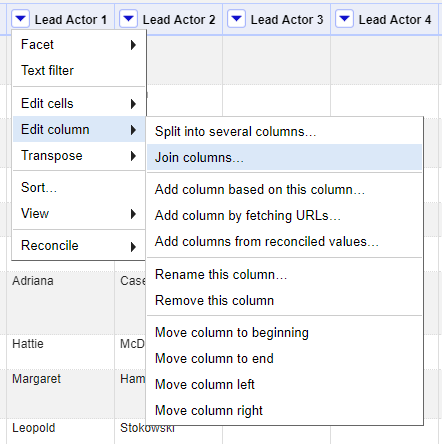 Lead Actor 1 Lead Actor 2 Lead Actor 3 Lead Actor 4
Facet
Text filter
Edit cells
Edit column
Transpose
Sort...
View
Reconcile
Split into several columns...
Join columns...
Add column based on this column...
Add column by fetching URLs...
Add columns from reconciled values...
Rename this column...
Remove this column
Move column to beginning
Move column to end
Move column left
Move column right
Adriana Case
Hattie McD
Margaret Ham
Leopold Stokowski